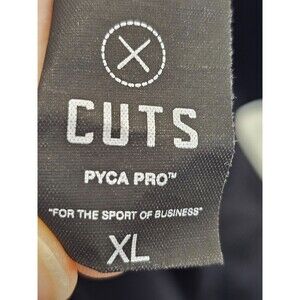 CUTS
PYCA PRO™
"FOR THE SPORT OF BUSINESS"
XL